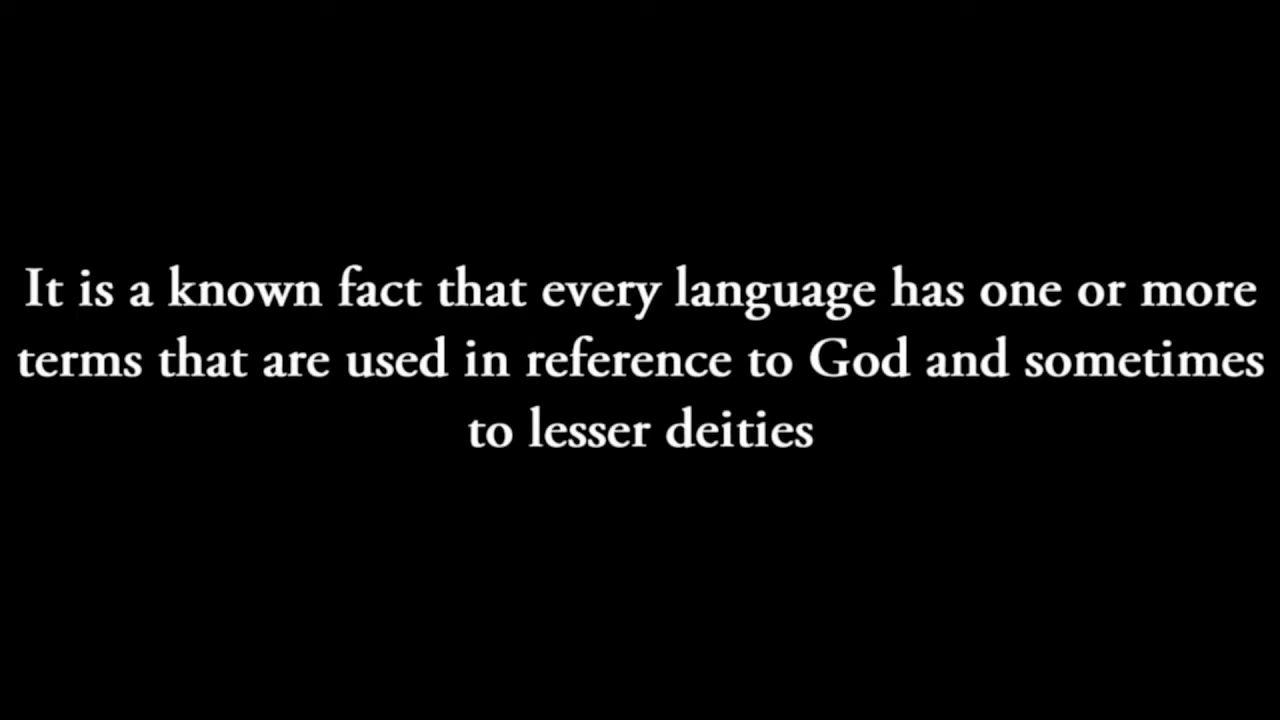 It is a known fact that every language has one or more
terms that are used in reference to God and sometimes
to lesser deities